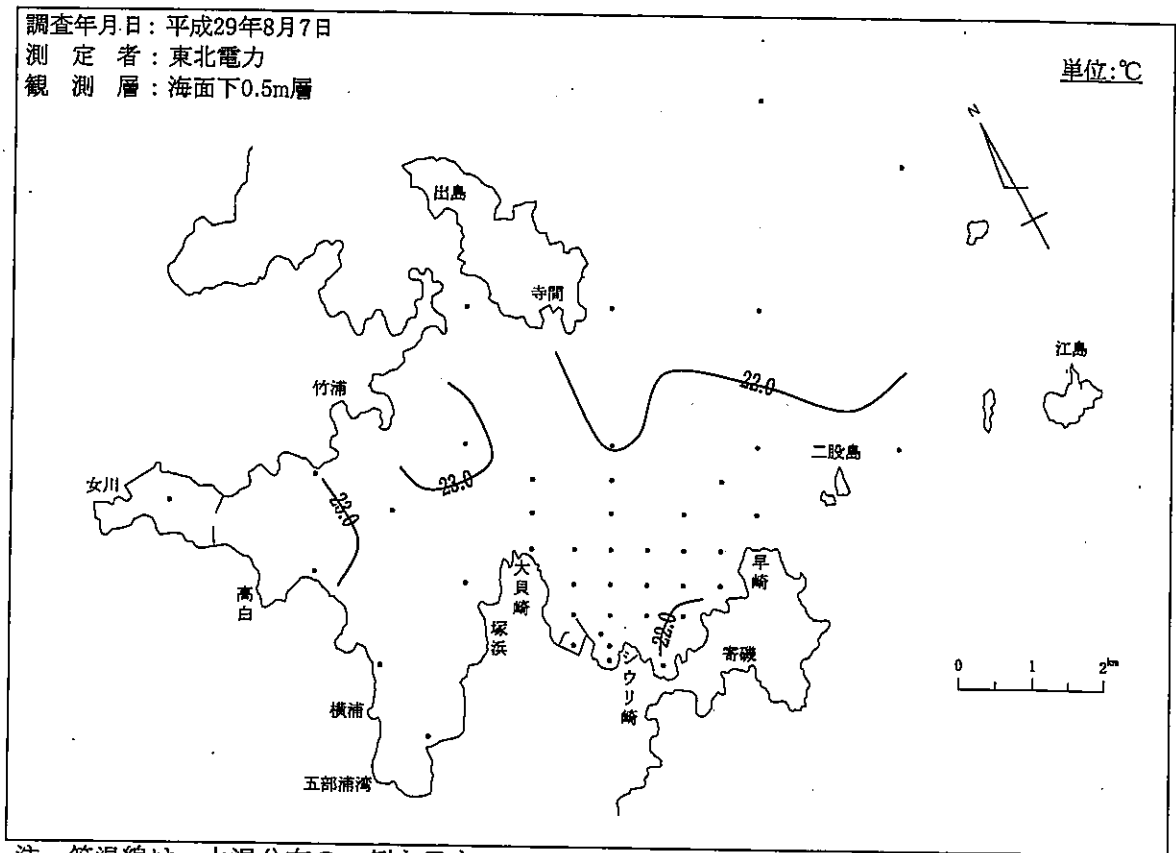 調査年月日：平成29年8月7日
測定者：東北電力
観測層：海面下0.5m層
単位:℃
N
出島
寺間
江島
22.0
竹浦
二股島
23.0
女川
23.0
早崎
大貝崎
高白
塚浜
22.0
寄磯
シウリ崎
0 1 2km
横浦
五部浦湾